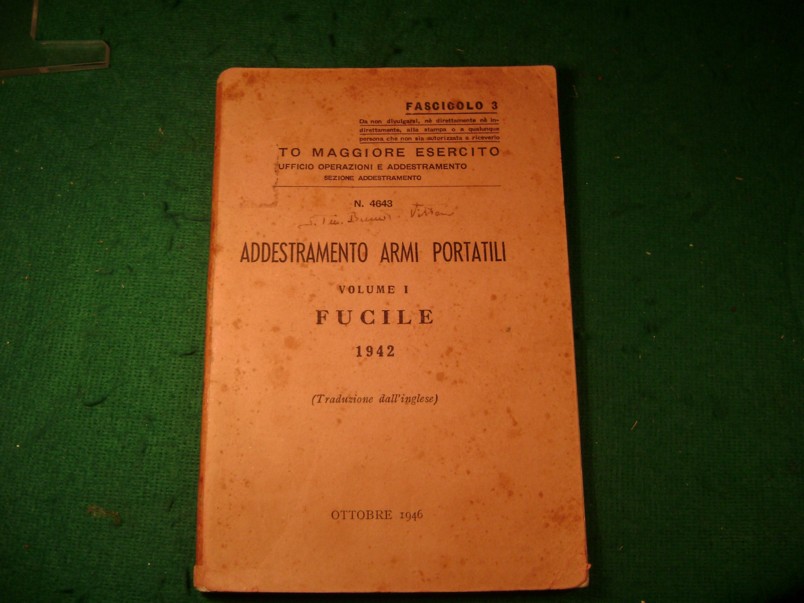 FASCICOLO 3
Da non divulgarsi, nè direttamente nè in-
direttamente, alla stampa o a qualunque
persona che non sia autorizzata a riceverlo
TO MAGGIORE ESERCITO
UFFICIO OPERAZIONI E ADDESTRAMENTO
SEZIONE ADDESTRAMENTO
N. 4643
ADDESTRAMENTO ARMI PORTATILI
VOLUME I
FUCILE
1942
(Traduzione dall'inglese)
OTTOBRE 1946